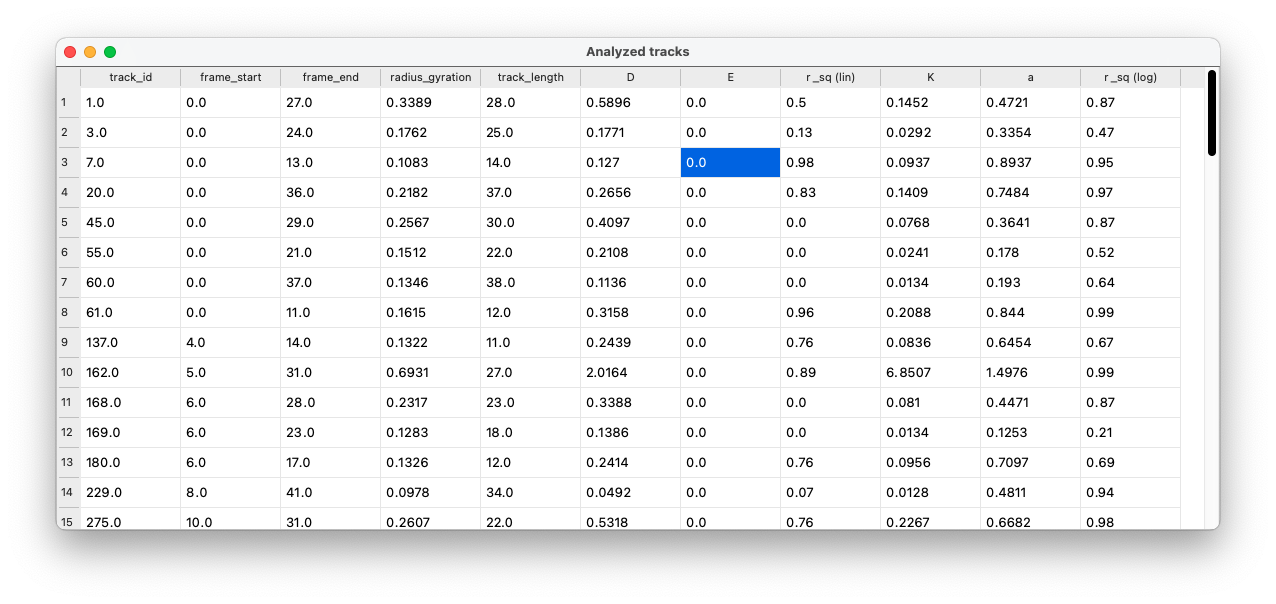 Analyzed tracks
track_id frame_start frame_end radius_gyration track_length D E r_sq (lin) K a r_sq (log)
1 1.0 0.0 27.0 0.3389 28.0 0.5896 0.0 0.5 0.1452 0.4721 0.87
2 3.0 0.0 24.0 0.1762 25.0 0.1771 0.0 0.13 0.0292 0.3354 0.47
3 7.0 0.0 13.0 0.1083 14.0 0.127 0.0 0.98 0.0937 0.8937 0.95
4 20.0 0.0 36.0 0.2182 37.0 0.2656 0.0 0.83 0.1409 0.7484 0.97
5 45.0 0.0 29.0 0.2567 30.0 0.4097 0.0 0.0 0.0768 0.3641 0.87
6 55.0 0.0 21.0 0.1512 22.0 0.2108 0.0 0.0 0.0241 0.178 0.52
7 60.0 0.0 37.0 0.1346 38.0 0.1136 0.0 0.0 0.0134 0.193 0.64
8 61.0 0.0 11.0 0.1615 12.0 0.3158 0.0 0.96 0.2088 0.844 0.99
9 137.0 4.0 14.0 0.1322 11.0 0.2439 0.0 0.76 0.0836 0.6454 0.67
10 162.0 5.0 31.0 0.6931 27.0 2.0164 0.0 0.89 6.8507 1.4976 0.99
11 168.0 6.0 28.0 0.2317 23.0 0.3388 0.0 0.0 0.081 0.4471 0.87
12 169.0 6.0 23.0 0.1283 18.0 0.1386 0.0 0.0 0.0134 0.1253 0.21
13 180.0 6.0 17.0 0.1326 12.0 0.2414 0.0 0.76 0.0956 0.7097 0.69
14 229.0 8.0 41.0 0.0978 34.0 0.0492 0.0 0.07 0.0128 0.4811 0.94
15 275.0 10.0 31.0 0.2607 22.0 0.5318 0.0 0.76 0.2267 0.6682 0.98